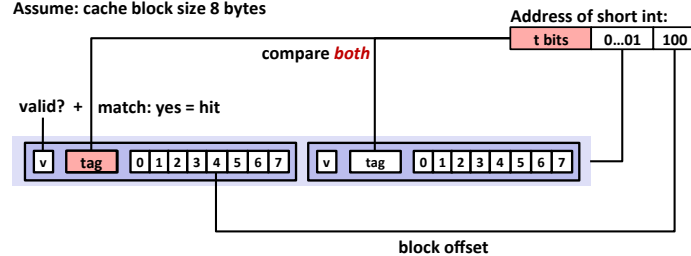 Assume: cache block size 8 bytes
Address of short int:
t bits 0…01 100
compare both
valid? + match: yes = hit
v tag 0 1 2 3 4 5 6 7 v tag 0 1 2 3 4 5 6 7
block offset